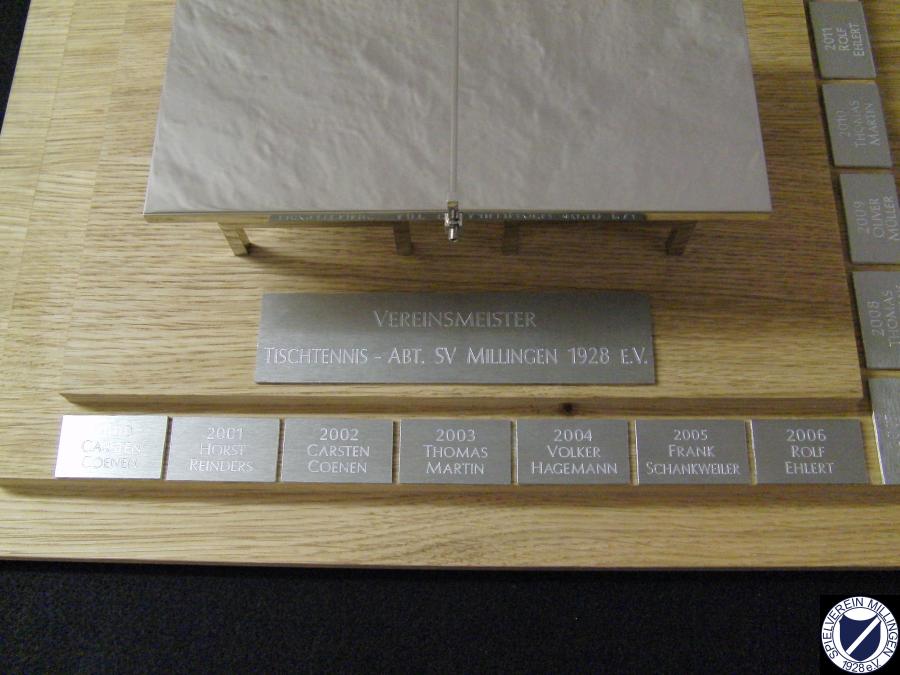 VEREINSMEISTER
TISCHTENNIS - ABT. SV MILLINGEN 1928 E.V.
CARSTEN
COENEN
2001
HORST
REINDERS
2002
CARSTEN
COENEN
2003
THOMAS
MARTIN
2004
VOLKER
HAGEMANN
2005
FRANK
SCHANKWEILER
2006
ROLF
EHLERT
2008
THOMAS
2009
OLIVER
MÜLLER
2010
THOMAS
MARTIN
2011
ROLF
EHLERT
SPIELVEREIN MILLINGEN
1928 e.V.